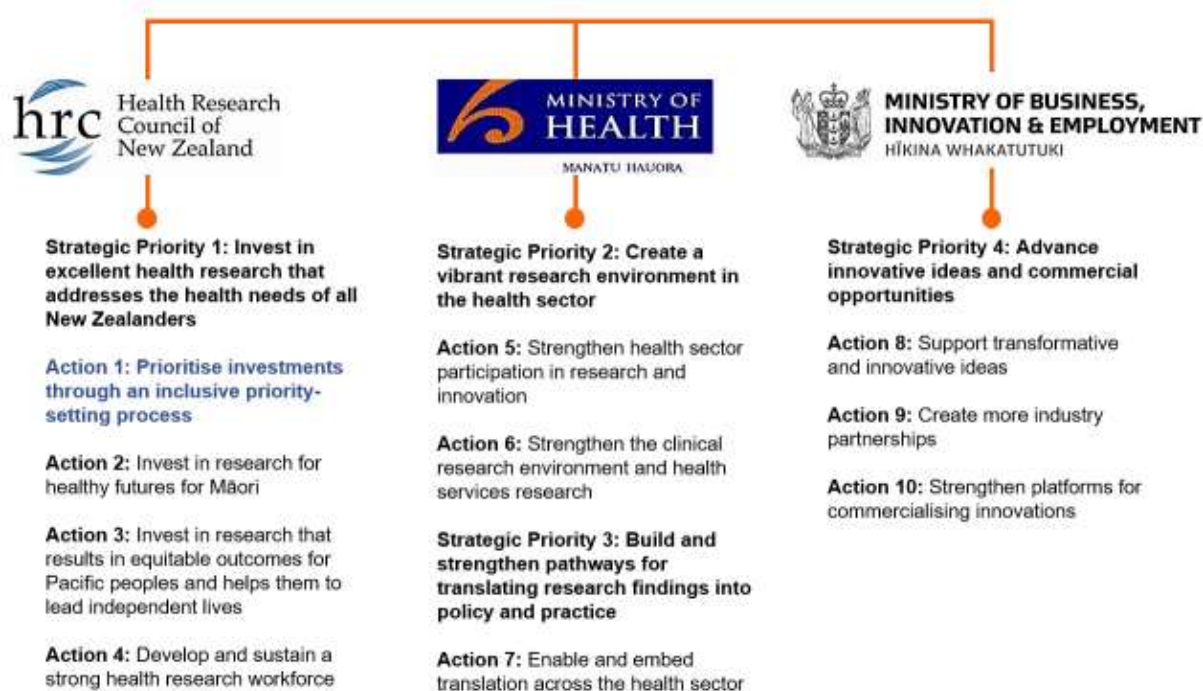 hrc Health Research
Council of
New Zealand
Strategic Priority 1: Invest in
excellent health research that
addresses the health needs of all
New Zealanders
Action 1: Prioritise investments
through an inclusive priority-
setting process
Action 2: Invest in research for
healthy futures for Māori
Action 3: Invest in research that
results in equitable outcomes for
Pacific peoples and helps them to
lead independent lives
Action 4: Develop and sustain a
strong health research workforce
MINISTRY OF
HEALTH
MANATU HAUORA
Strategic Priority 2: Create a
vibrant research environment in
the health sector
Action 5: Strengthen health sector
participation in research and
innovation
Action 6: Strengthen the clinical
research environment and health
services research
Strategic Priority 3: Build and
strengthen pathways for
translating research findings into
policy and practice
Action 7: Enable and embed
translation across the health sector
MINISTRY OF BUSINESS,
INNOVATION & EMPLOYMENT
HĪKINA WHAKATUTUKI
Strategic Priority 4: Advance
innovative ideas and commercial
opportunities
Action 8: Support transformative
and innovative ideas
Action 9: Create more industry
partnerships
Action 10: Strengthen platforms for
commercialising innovations